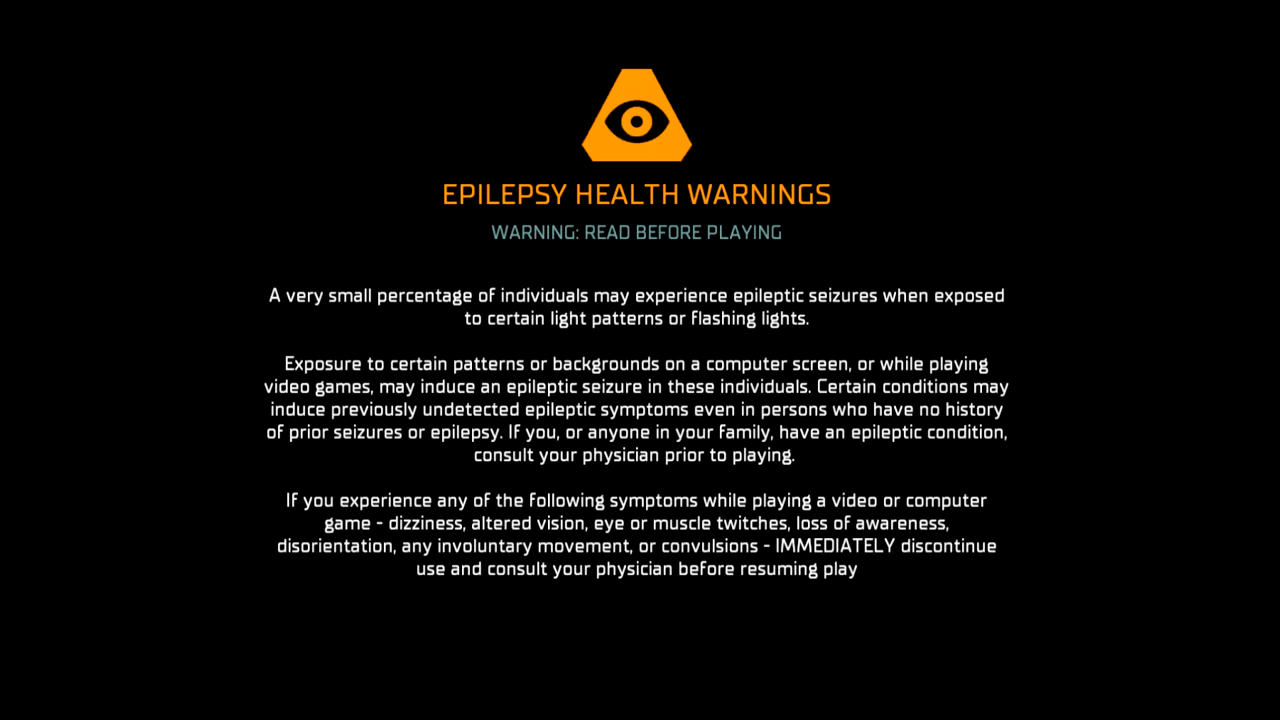 EPILEPSY HEALTH WARNINGS
WARNING: READ BEFORE PLAYING
A very small percentage of individuals may experience epileptic seizures when exposed
to certain light patterns or flashing lights.
Exposure to certain patterns or backgrounds on a computer screen, or while playing
video games, may induce an epileptic seizure in these individuals. Certain conditions may
induce previously undetected epileptic symptoms even in persons who have no history
of prior seizures or epilepsy. If you, or anyone in your family, have an epileptic condition,
consult your physician prior to playing.
If you experience any of the following symptoms while playing a video or computer
game - dizziness, altered vision, eye or muscle twitches, loss of awareness,
disorientation, any involuntary movement, or convulsions - IMMEDIATELY discontinue
use and consult your physician before resuming play